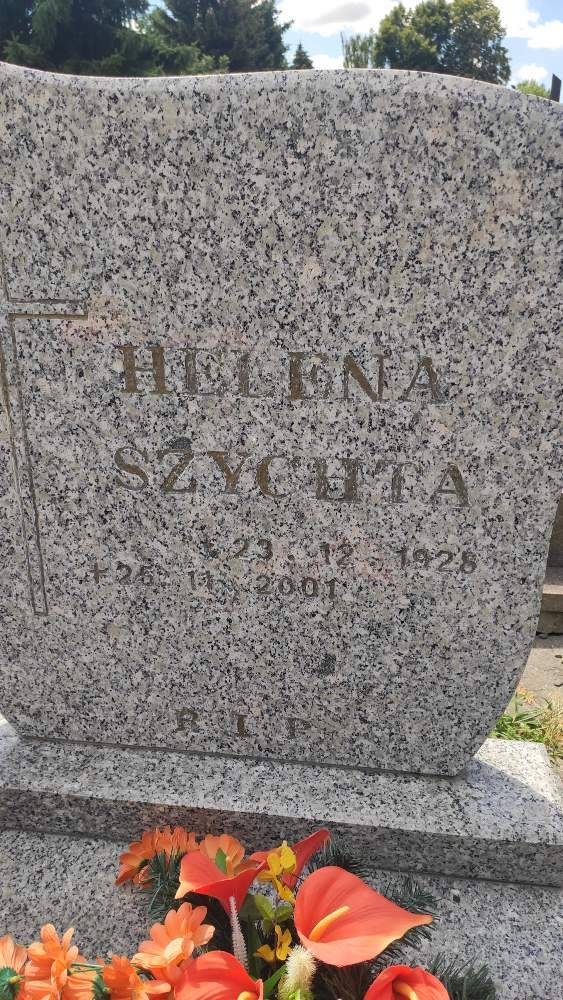 HELENA
SZYCHTA
* 23. 12. 1928
+ 26. 11. 2001
R I P